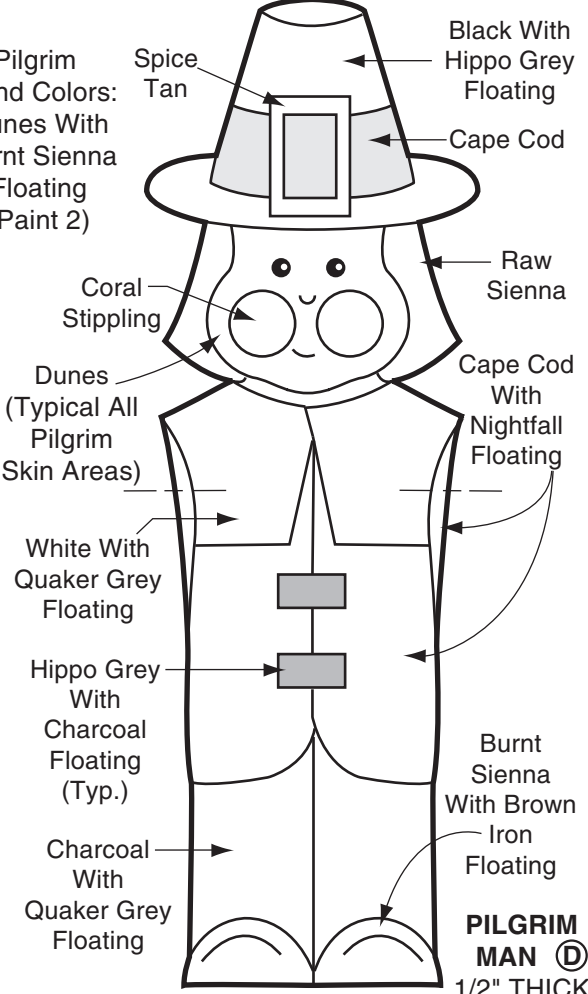 Pilgrim
nd Colors:
unes With
rnt Sienna
Floating
Paint 2)
Spice
Tan
Black With
Hippo Grey
Floating
Cape Cod
Raw
Sienna
Coral
Stippling
Dunes
(Typical All
Pilgrim
Skin Areas)
Cape Cod
With
Nightfall
Floating
White With
Quaker Grey
Floating
Hippo Grey
With
Charcoal
Floating
(Typ.)
Burnt
Sienna
With Brown
Iron
Floating
Charcoal
With
Quaker Grey
Floating
PILGRIM
MAN D
1/2" THICK